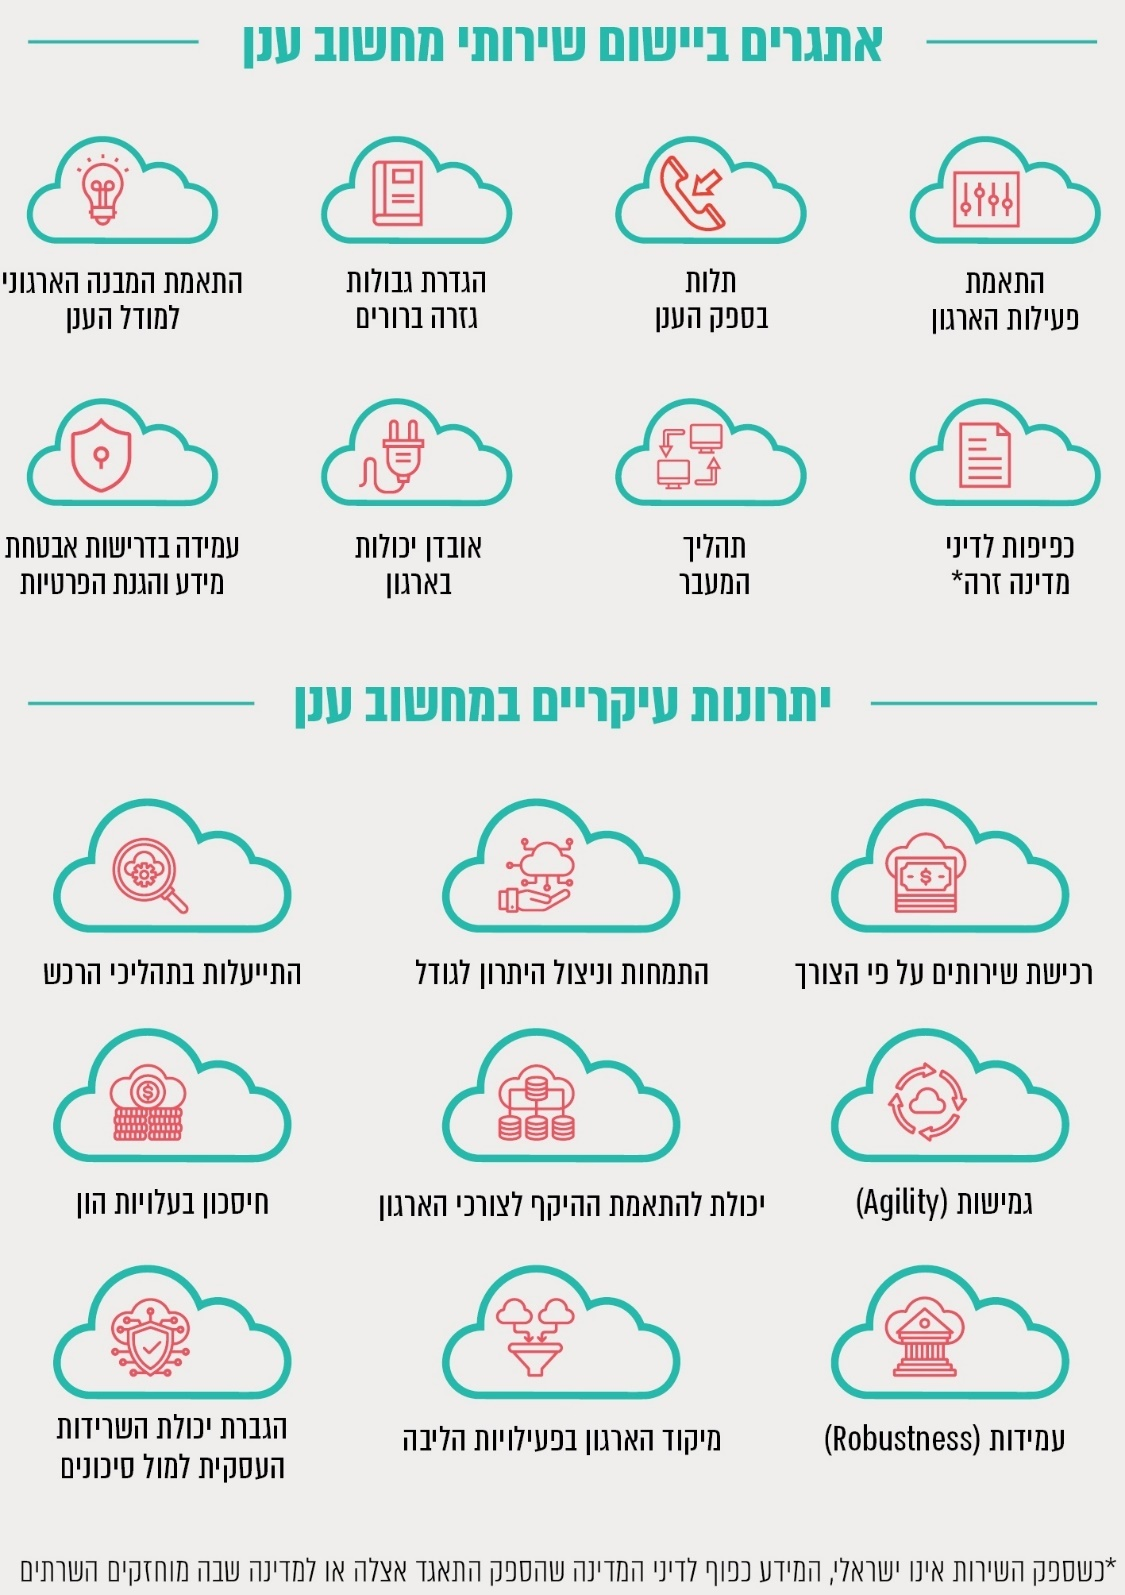 אתגרים ביישום שירותי מחשוב ענן
התאמת
פעילות הארגון
תלות
בספק הענן
הגדרת גבולות
גזרה ברורים
התאמת המבנה הארגוני
למודל הענן
כפיפות לדיני
מדינה זרה*
תהליך
המעבר
אובדן יכולות
בארגון
עמידה בדרישות אבטחת
מידע והגנת הפרטיות
יתרונות עיקריים במחשוב ענן
רכישת שירותים על פי הצורך
התמחות וניצול היתרון לגודל
התייעלות בתהליכי הרכש
גמישות (Agility)
יכולת להתאמת ההיקף לצורכי הארגון
חיסכון בעלויות הון
עמידות (Robustness)
מיקוד הארגון בפעילויות הליבה
הגברת יכולת השרידות
העסקית למול סיכונים
*כשספק השירות אינו ישראלי, המידע כפוף לדיני המדינה שהספק התאגד אצלה או למדינה שבה מוחזקים השרתים